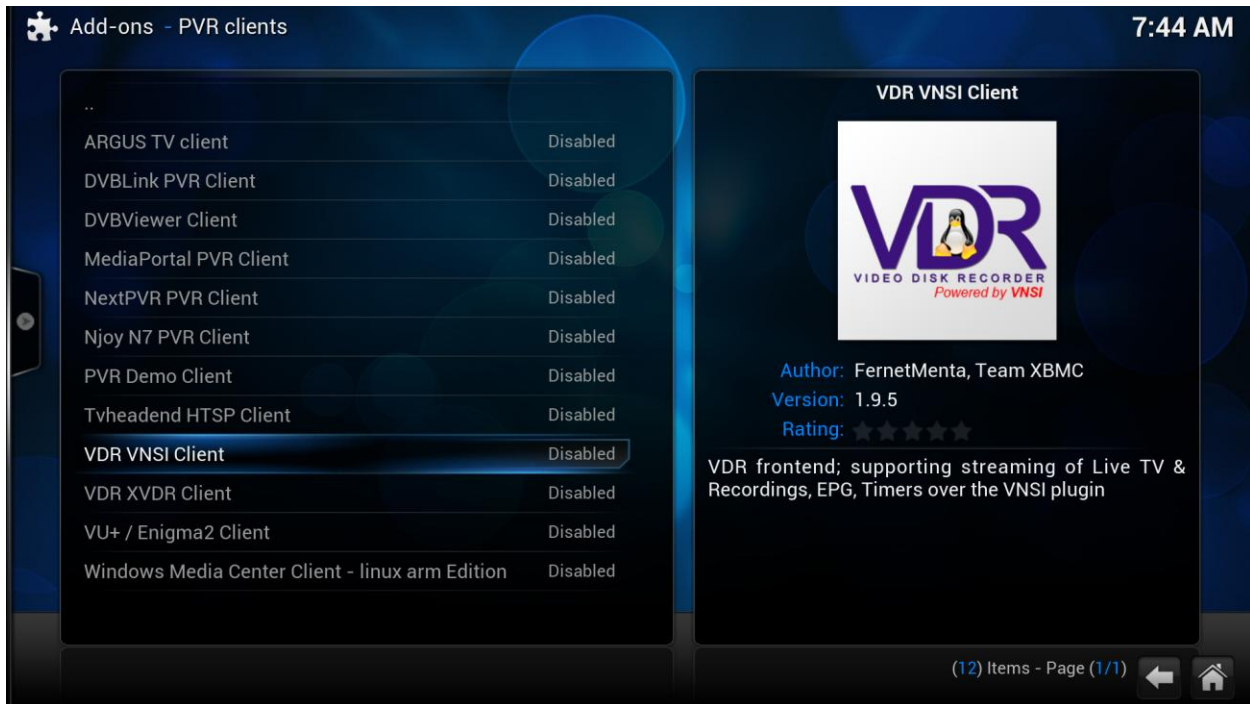 Add-ons - PVR clients
7:44 AM
..
ARGUS TV client Disabled
DVBLink PVR Client Disabled
DVBViewer Client Disabled
MediaPortal PVR Client Disabled
NextPVR PVR Client Disabled
Njoy N7 PVR Client Disabled
PVR Demo Client Disabled
Tvheadend HTSP Client Disabled
VDR VNSI Client Disabled
VDR XVDR Client Disabled
VU+ / Enigma2 Client Disabled
Windows Media Center Client - linux arm Edition Disabled
VDR VNSI Client
VDR
VIDEO DISK RECORDER
Powered by VNSI
Author: FernetMenta, Team XBMC
Version: 1.9.5
Rating:
VDR frontend; supporting streaming of Live TV &
Recordings, EPG, Timers over the VNSI plugin
(12) Items - Page (1/1)